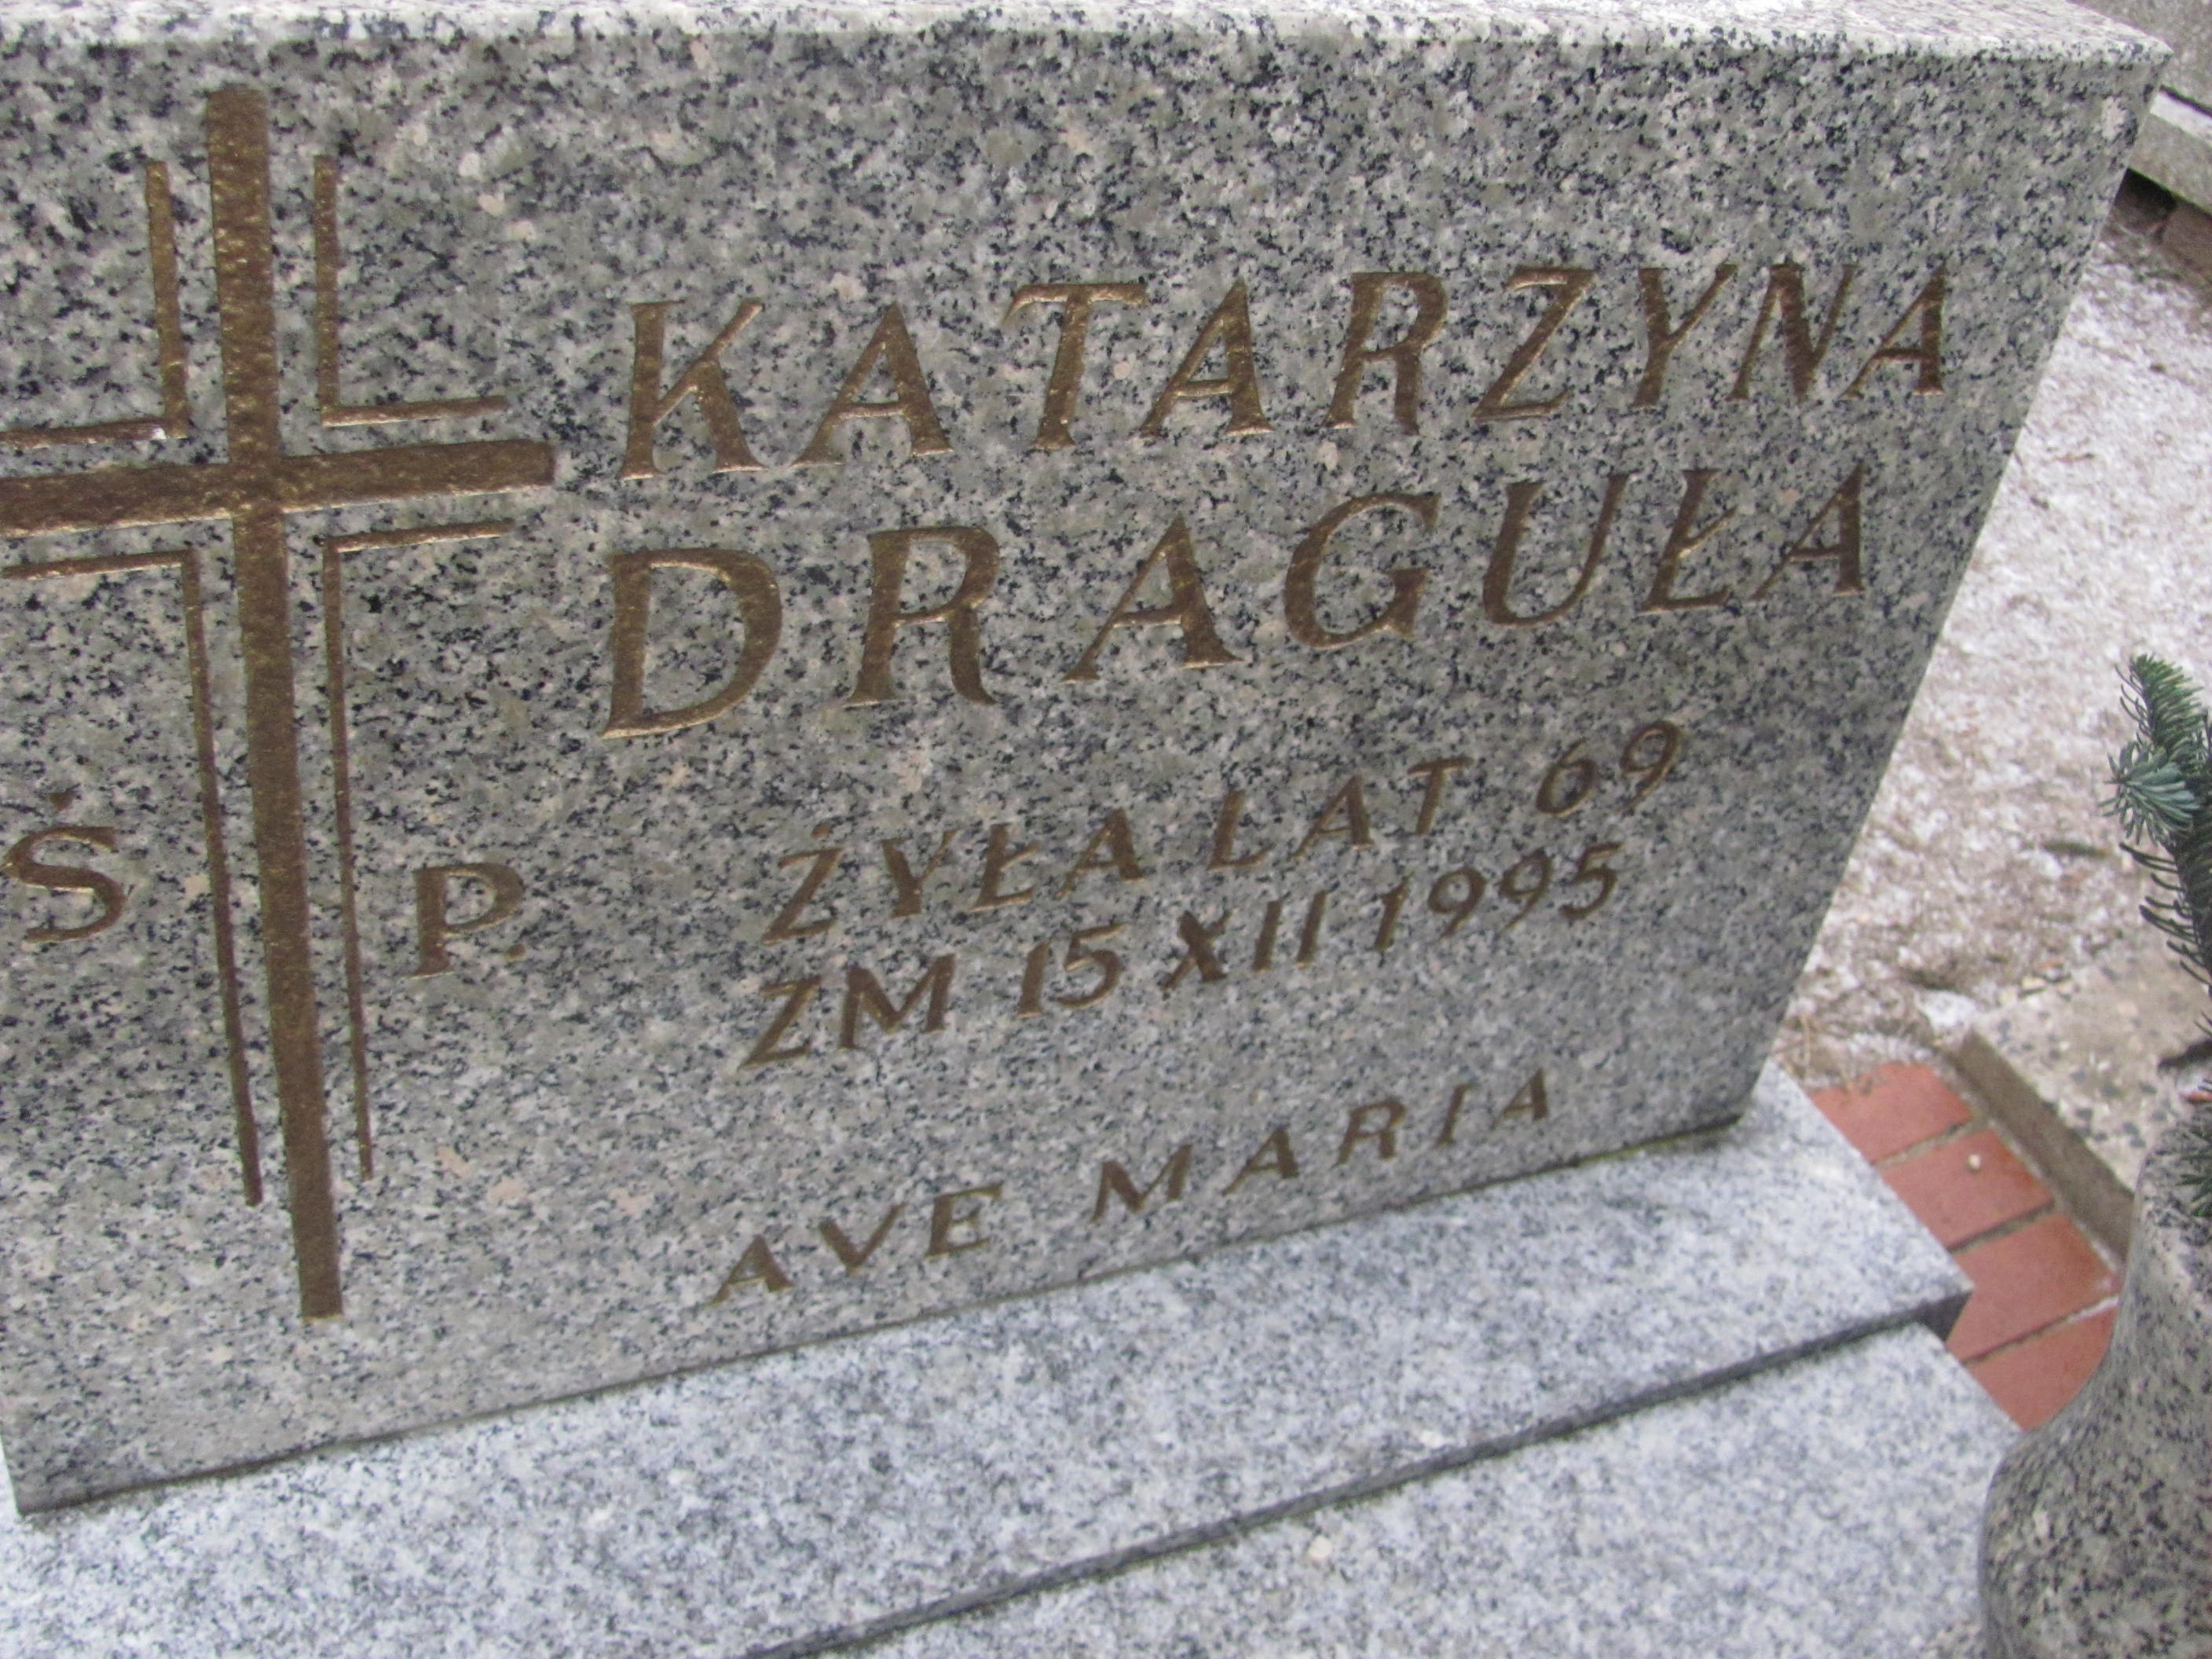 KATARZYNA
DRAGUŁA
Ś P.
ŻYŁA LAT 69
ZM 15 XII 1995
AVE MARIA